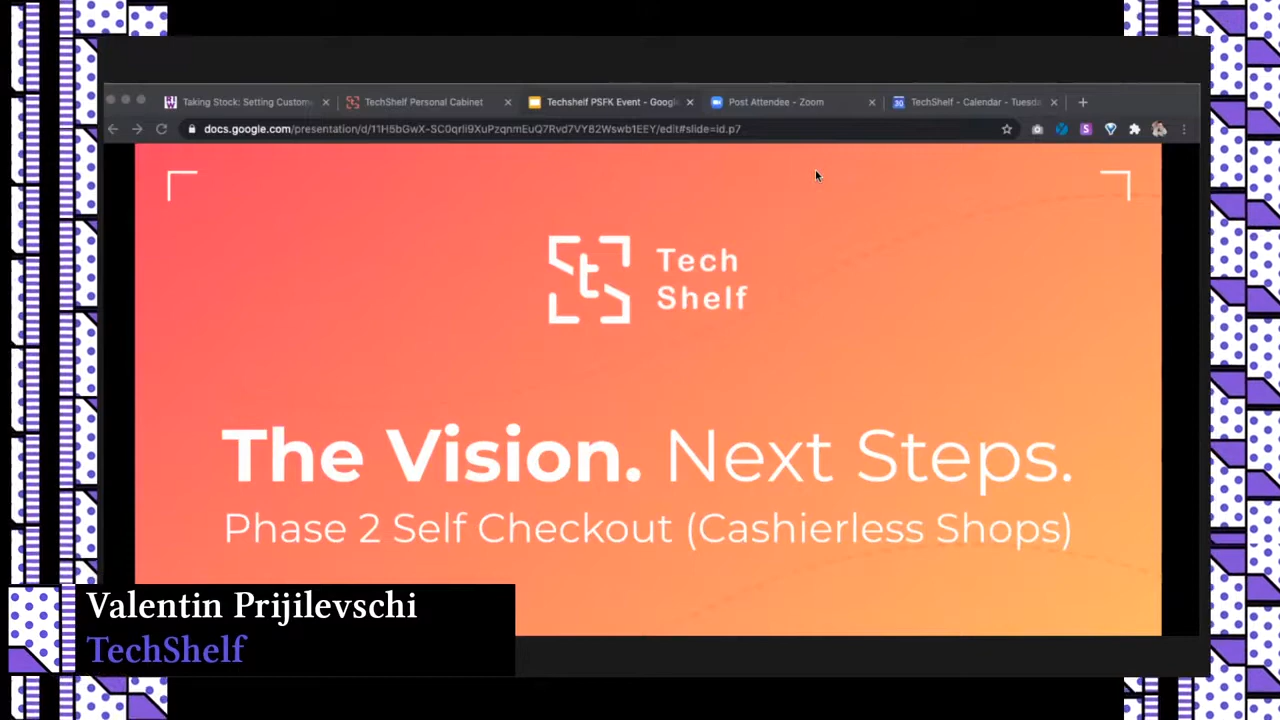 Taking Stock: Setting Custom
TechShelf Personal Cabinet
Techshelf PSFK Event - Googl
Post Attendee - Zoom
30
TechShelf - Calendar - Tuesda
docs.google.com/presentation/d/
/edit#slide=id.p7
S
tS
Tech
Shelf
The Vision. Next Steps.
Phase 2 Self Checkout (Cashierless Shops)
Valentin Prijilevschi
TechShelf